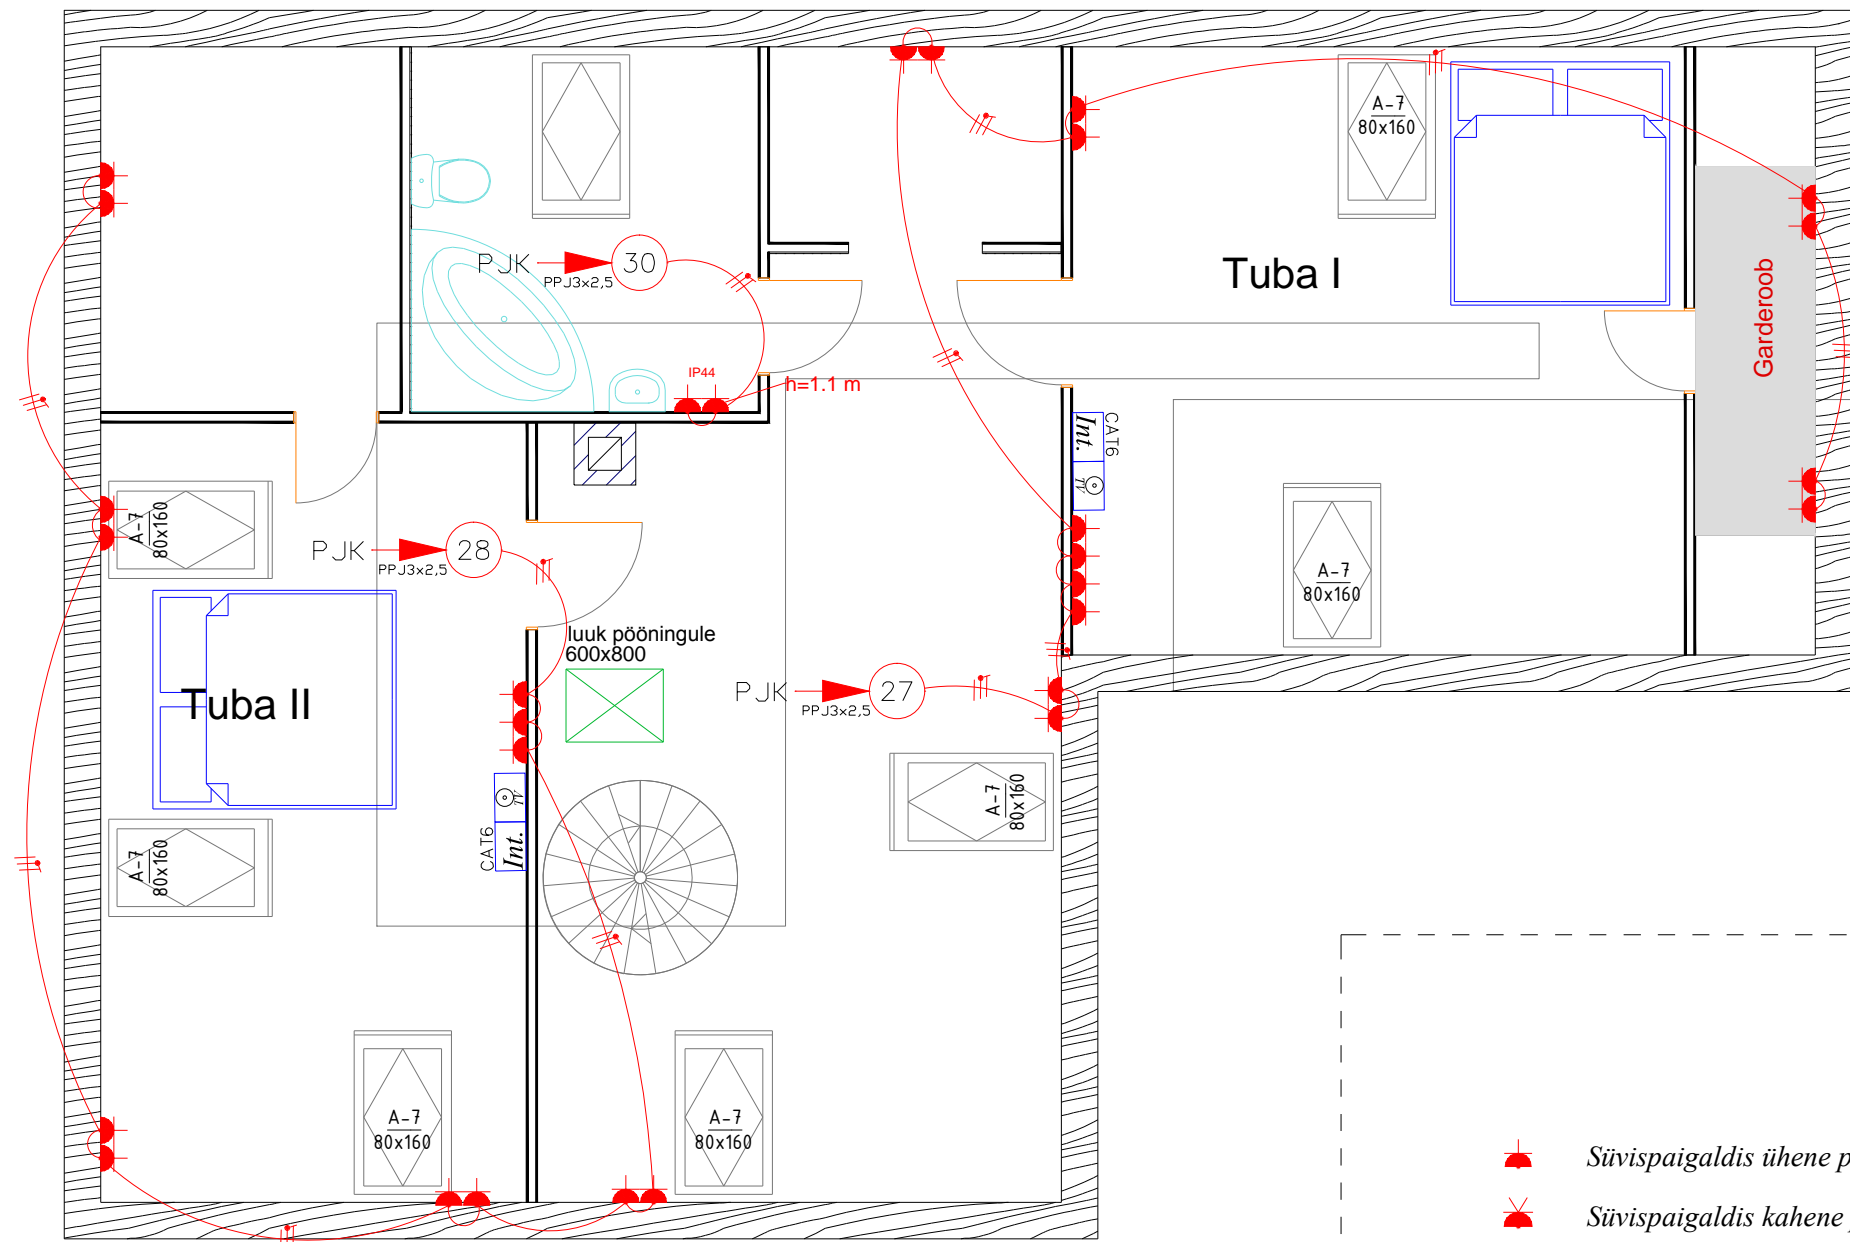 A-7
80x160
PJK
PPJ3x2,5
30
Tuba I
Garderoob
IP44
h=1.1 m
Int.
CAT6
TV
A-7
80x160
PJK
PPJ3x2,5
28
A-7
80x160
luuk pööningule
600x800
Tuba II
PJK
PPJ3x2,5
27
A-7
80x160
TV
Int.
CAT6
A-7
80x160
A-7
80x160
A-7
80x160
Süvispaigaldis ühene p
Süvispaigaldis kahene